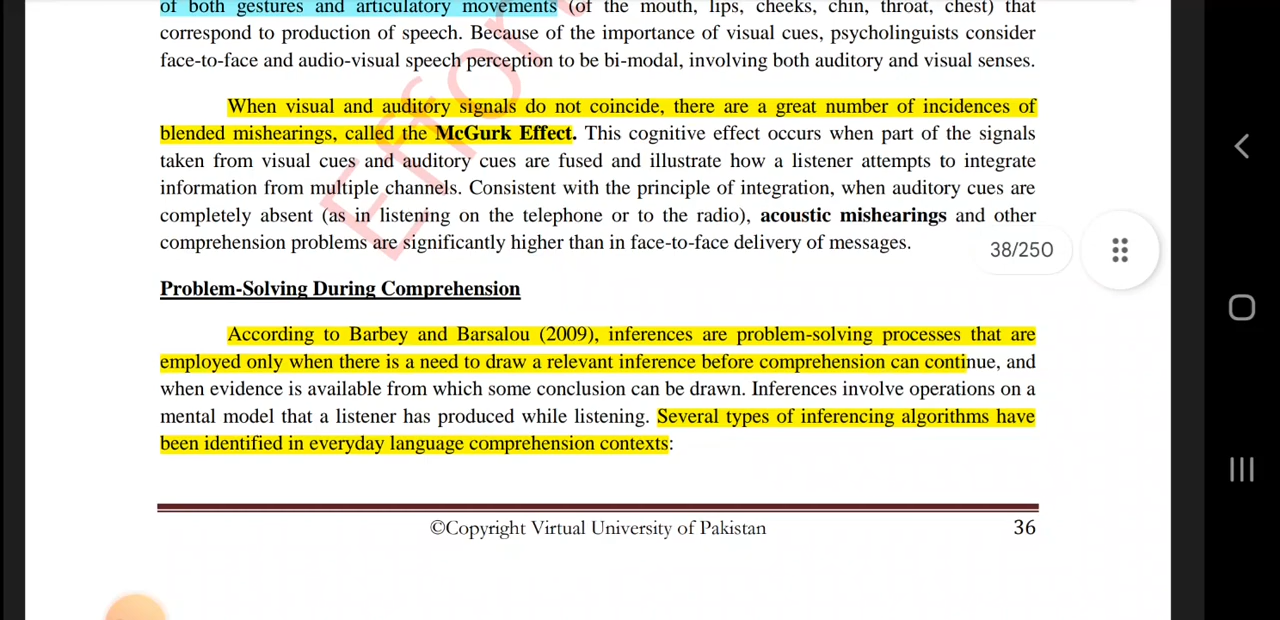 of both gestures and articulatory movements (of the mouth, lips, cheeks, chin, throat, chest) that
correspond to production of speech. Because of the importance of visual cues, psycholinguists consider
face-to-face and audio-visual speech perception to be bi-modal, involving both auditory and visual senses.
When visual and auditory signals do not coincide, there are a great number of incidences of
blended mishearings, called the McGurk Effect. This cognitive effect occurs when part of the signals
taken from visual cues and auditory cues are fused and illustrate how a listener attempts to integrate
information from multiple channels. Consistent with the principle of integration, when auditory cues are
completely absent (as in listening on the telephone or to the radio), acoustic mishearings and other
comprehension problems are significantly higher than in face-to-face delivery of messages.
38/250
Problem-Solving During Comprehension
According to Barbey and Barsalou (2009), inferences are problem-solving processes that are
employed only when there is a need to draw a relevant inference before comprehension can continue, and
when evidence is available from which some conclusion can be drawn. Inferences involve operations on a
mental model that a listener has produced while listening. Several types of inferencing algorithms have
been identified in everyday language comprehension contexts:
©Copyright Virtual University of Pakistan 36